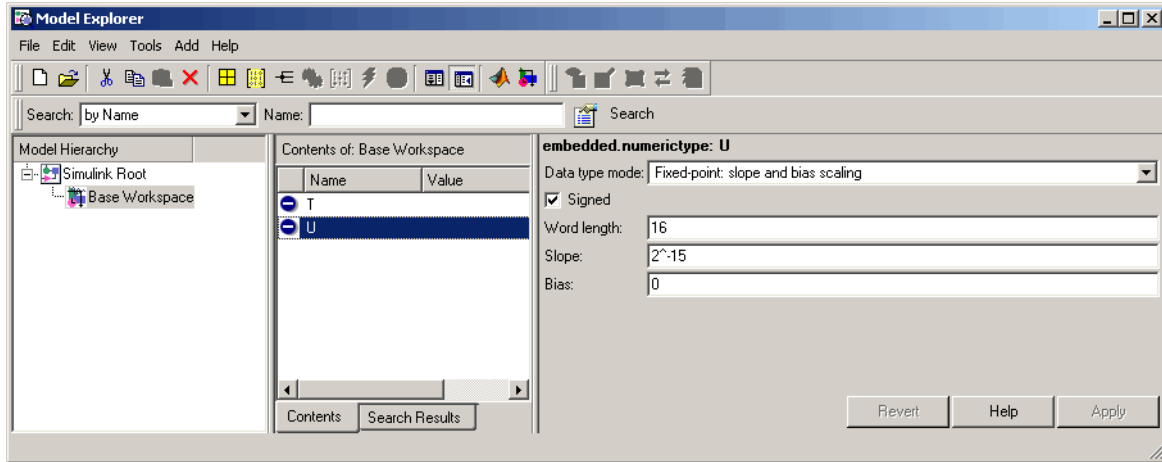 Model Explorer
File Edit View Tools Add Help
Search: by Name Name: Search
Model Hierarchy
Simulink Root
Base Workspace
Contents of: Base Workspace
Name Value
T
U
Contents Search Results
embedded.numerictype: U
Data type mode: Fixed-point: slope and bias scaling
Signed
Word length: 16
Slope: 2^-15
Bias: 0
Revert Help Apply